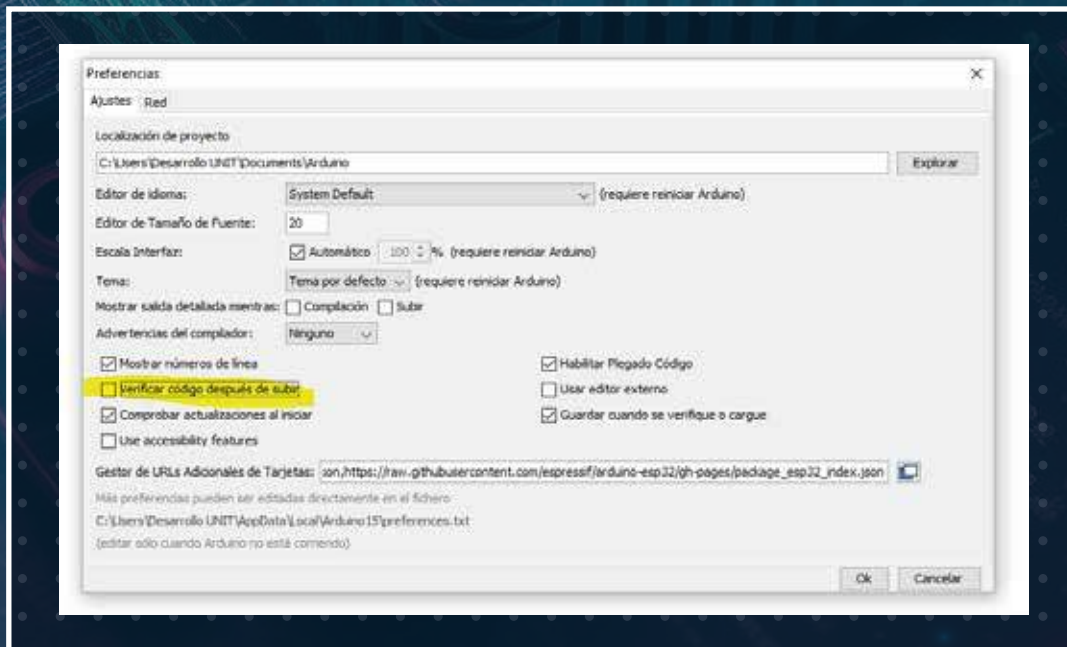 Preferencias
Ajustes Red
Localización de proyecto
C:\Users\Desarrollo UNIT\Documents\Arduino Explorar
Editor de idioma: System Default (requiere reiniciar Arduino)
Editor de Tamaño de Fuente: 20
Escala Interfaz: Automático 100 % (requiere reiniciar Arduino)
Tema: Tema por defecto (requiere reiniciar Arduino)
Mostrar salida detallada mientras: Compilación Subir
Advertencias del compilador: Ninguno
Mostrar números de línea Habilitar Plegado Código
Verificar código después de subir Usar editor externo
Comprobar actualizaciones al iniciar Guardar cuando se verifique o cargue
Use accessibility features
Gestor de URLs Adicionales de Tarjetas: son,https://raw.githubusercontent.com/espressif/arduino-esp32/gh-pages/package_esp32_index.json
Más preferencias pueden ser editadas directamente en el fichero
C:\Users\Desarrollo UNIT\AppData\Local\Arduino15\preferences.txt
(editar sólo cuando Arduino no está corriendo)
Ok Cancelar